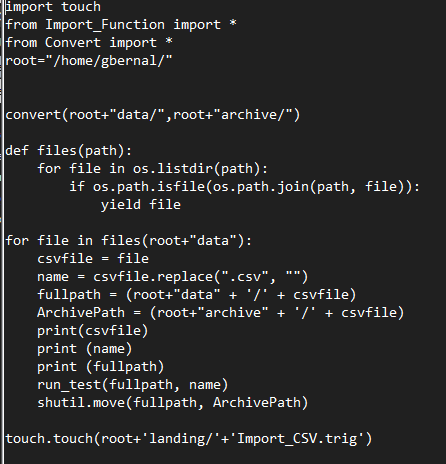 import touch
from Import_Function import *
from Convert import *
root="/home/gbernal/"

convert(root+"data/",root+"archive/")

def files(path):
    for file in os.listdir(path):
        if os.path.isfile(os.path.join(path, file)):
            yield file

for file in files(root+"data"):
    csvfile = file
    name = csvfile.replace(".csv", "")
    fullpath = (root+"data" + '/' + csvfile)
    ArchivePath = (root+"archive" + '/' + csvfile)
    print(csvfile)
    print (name)
    print (fullpath)
    run_test(fullpath, name)
    shutil.move(fullpath, ArchivePath)

touch.touch(root+'landing/'+'Import_CSV.trig')